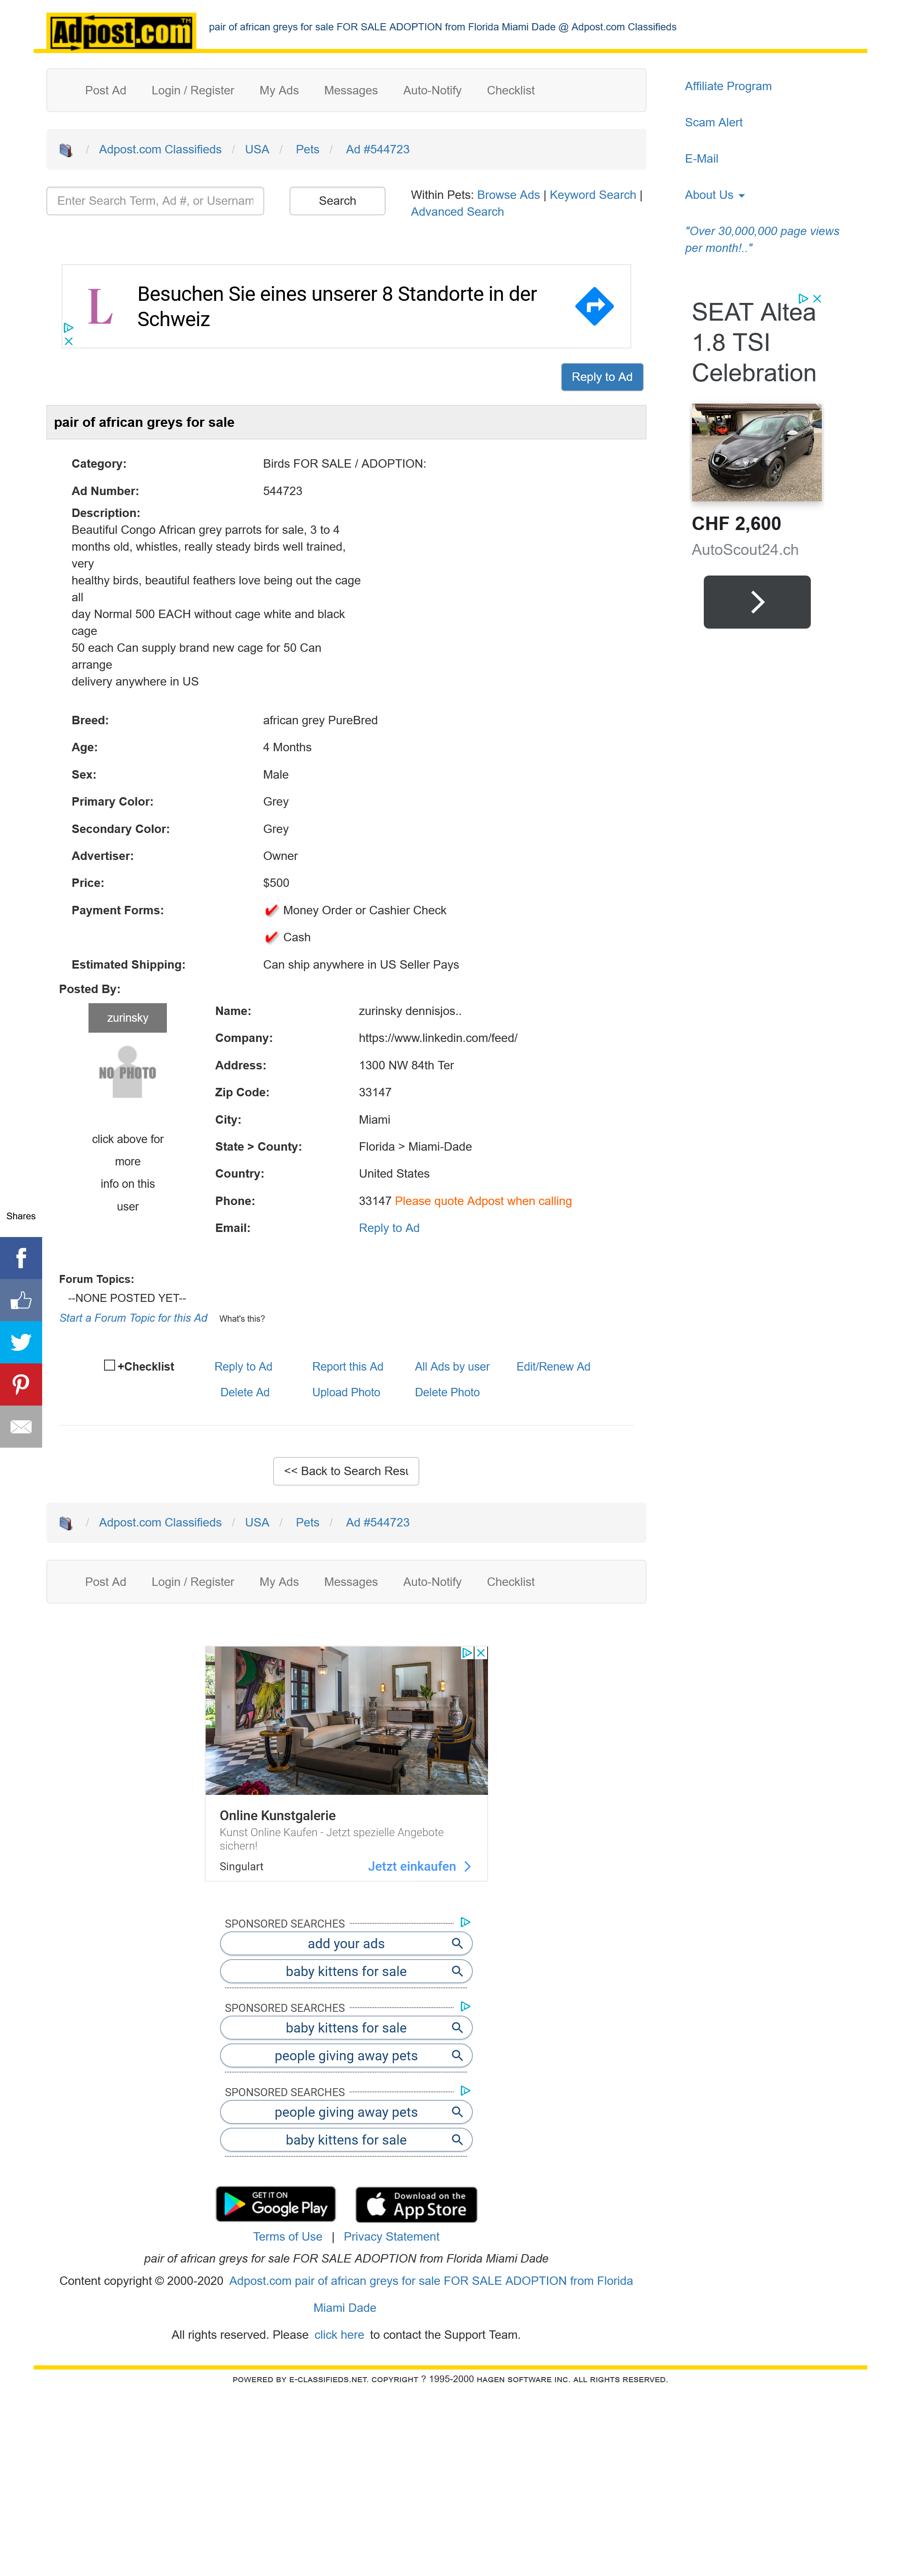 Adpost.com TM
pair of african greys for sale FOR SALE ADOPTION from Florida Miami Dade @ Adpost.com Classifieds
Post Ad Login / Register My Ads Messages Auto-Notify Checklist
/ Adpost.com Classifieds / USA / Pets / Ad #544723
Enter Search Term, Ad #, or Usernam
Search
Within Pets: Browse Ads | Keyword Search |
Advanced Search
Affiliate Program
Scam Alert
E-Mail
About Us
"Over 30,000,000 page views
per month!.."
L
Besuchen Sie eines unserer 8 Standorte in der
Schweiz
Reply to Ad
SEAT Altea
1.8 TSI
Celebration
CHF 2,600
AutoScout24.ch
pair of african greys for sale
Category: Birds FOR SALE / ADOPTION:
Ad Number: 544723
Description:
Beautiful Congo African grey parrots for sale, 3 to 4
months old, whistles, really steady birds well trained,
very
healthy birds, beautiful feathers love being out the cage
all
day Normal 500 EACH without cage white and black
cage
50 each Can supply brand new cage for 50 Can
arrange
delivery anywhere in US
Breed: african grey PureBred
Age: 4 Months
Sex: Male
Primary Color: Grey
Secondary Color: Grey
Advertiser: Owner
Price: $500
Payment Forms: Money Order or Cashier Check
Cash
Estimated Shipping: Can ship anywhere in US Seller Pays
Posted By:
zurinsky
NO PHOTO
click above for
more
info on this
user
Name: zurinsky dennisjos..
Company: https://www.linkedin.com/feed/
Address: 1300 NW 84th Ter
Zip Code: 33147
City: Miami
State > County: Florida > Miami-Dade
Country: United States
Phone: 33147 Please quote Adpost when calling
Email: Reply to Ad
Shares
Forum Topics:
--NONE POSTED YET--
Start a Forum Topic for this Ad What's this?
+Checklist Reply to Ad Report this Ad All Ads by user Edit/Renew Ad
Delete Ad Upload Photo Delete Photo
<< Back to Search Resu
/ Adpost.com Classifieds / USA / Pets / Ad #544723
Post Ad Login / Register My Ads Messages Auto-Notify Checklist
Online Kunstgalerie
Kunst Online Kaufen - Jetzt spezielle Angebote
sichern!
Singulart Jetzt einkaufen
SPONSORED SEARCHES
add your ads
baby kittens for sale
SPONSORED SEARCHES
baby kittens for sale
people giving away pets
SPONSORED SEARCHES
people giving away pets
baby kittens for sale
GET IT ON
Google Play
Download on the
App Store
Terms of Use | Privacy Statement
pair of african greys for sale FOR SALE ADOPTION from Florida Miami Dade
Content copyright © 2000-2020 Adpost.com pair of african greys for sale FOR SALE ADOPTION from Florida
Miami Dade
All rights reserved. Please click here to contact the Support Team.
POWERED BY E-CLASSIFIEDS.NET. COPYRIGHT ? 1995-2000 HAGEN SOFTWARE INC. ALL RIGHTS RESERVED.